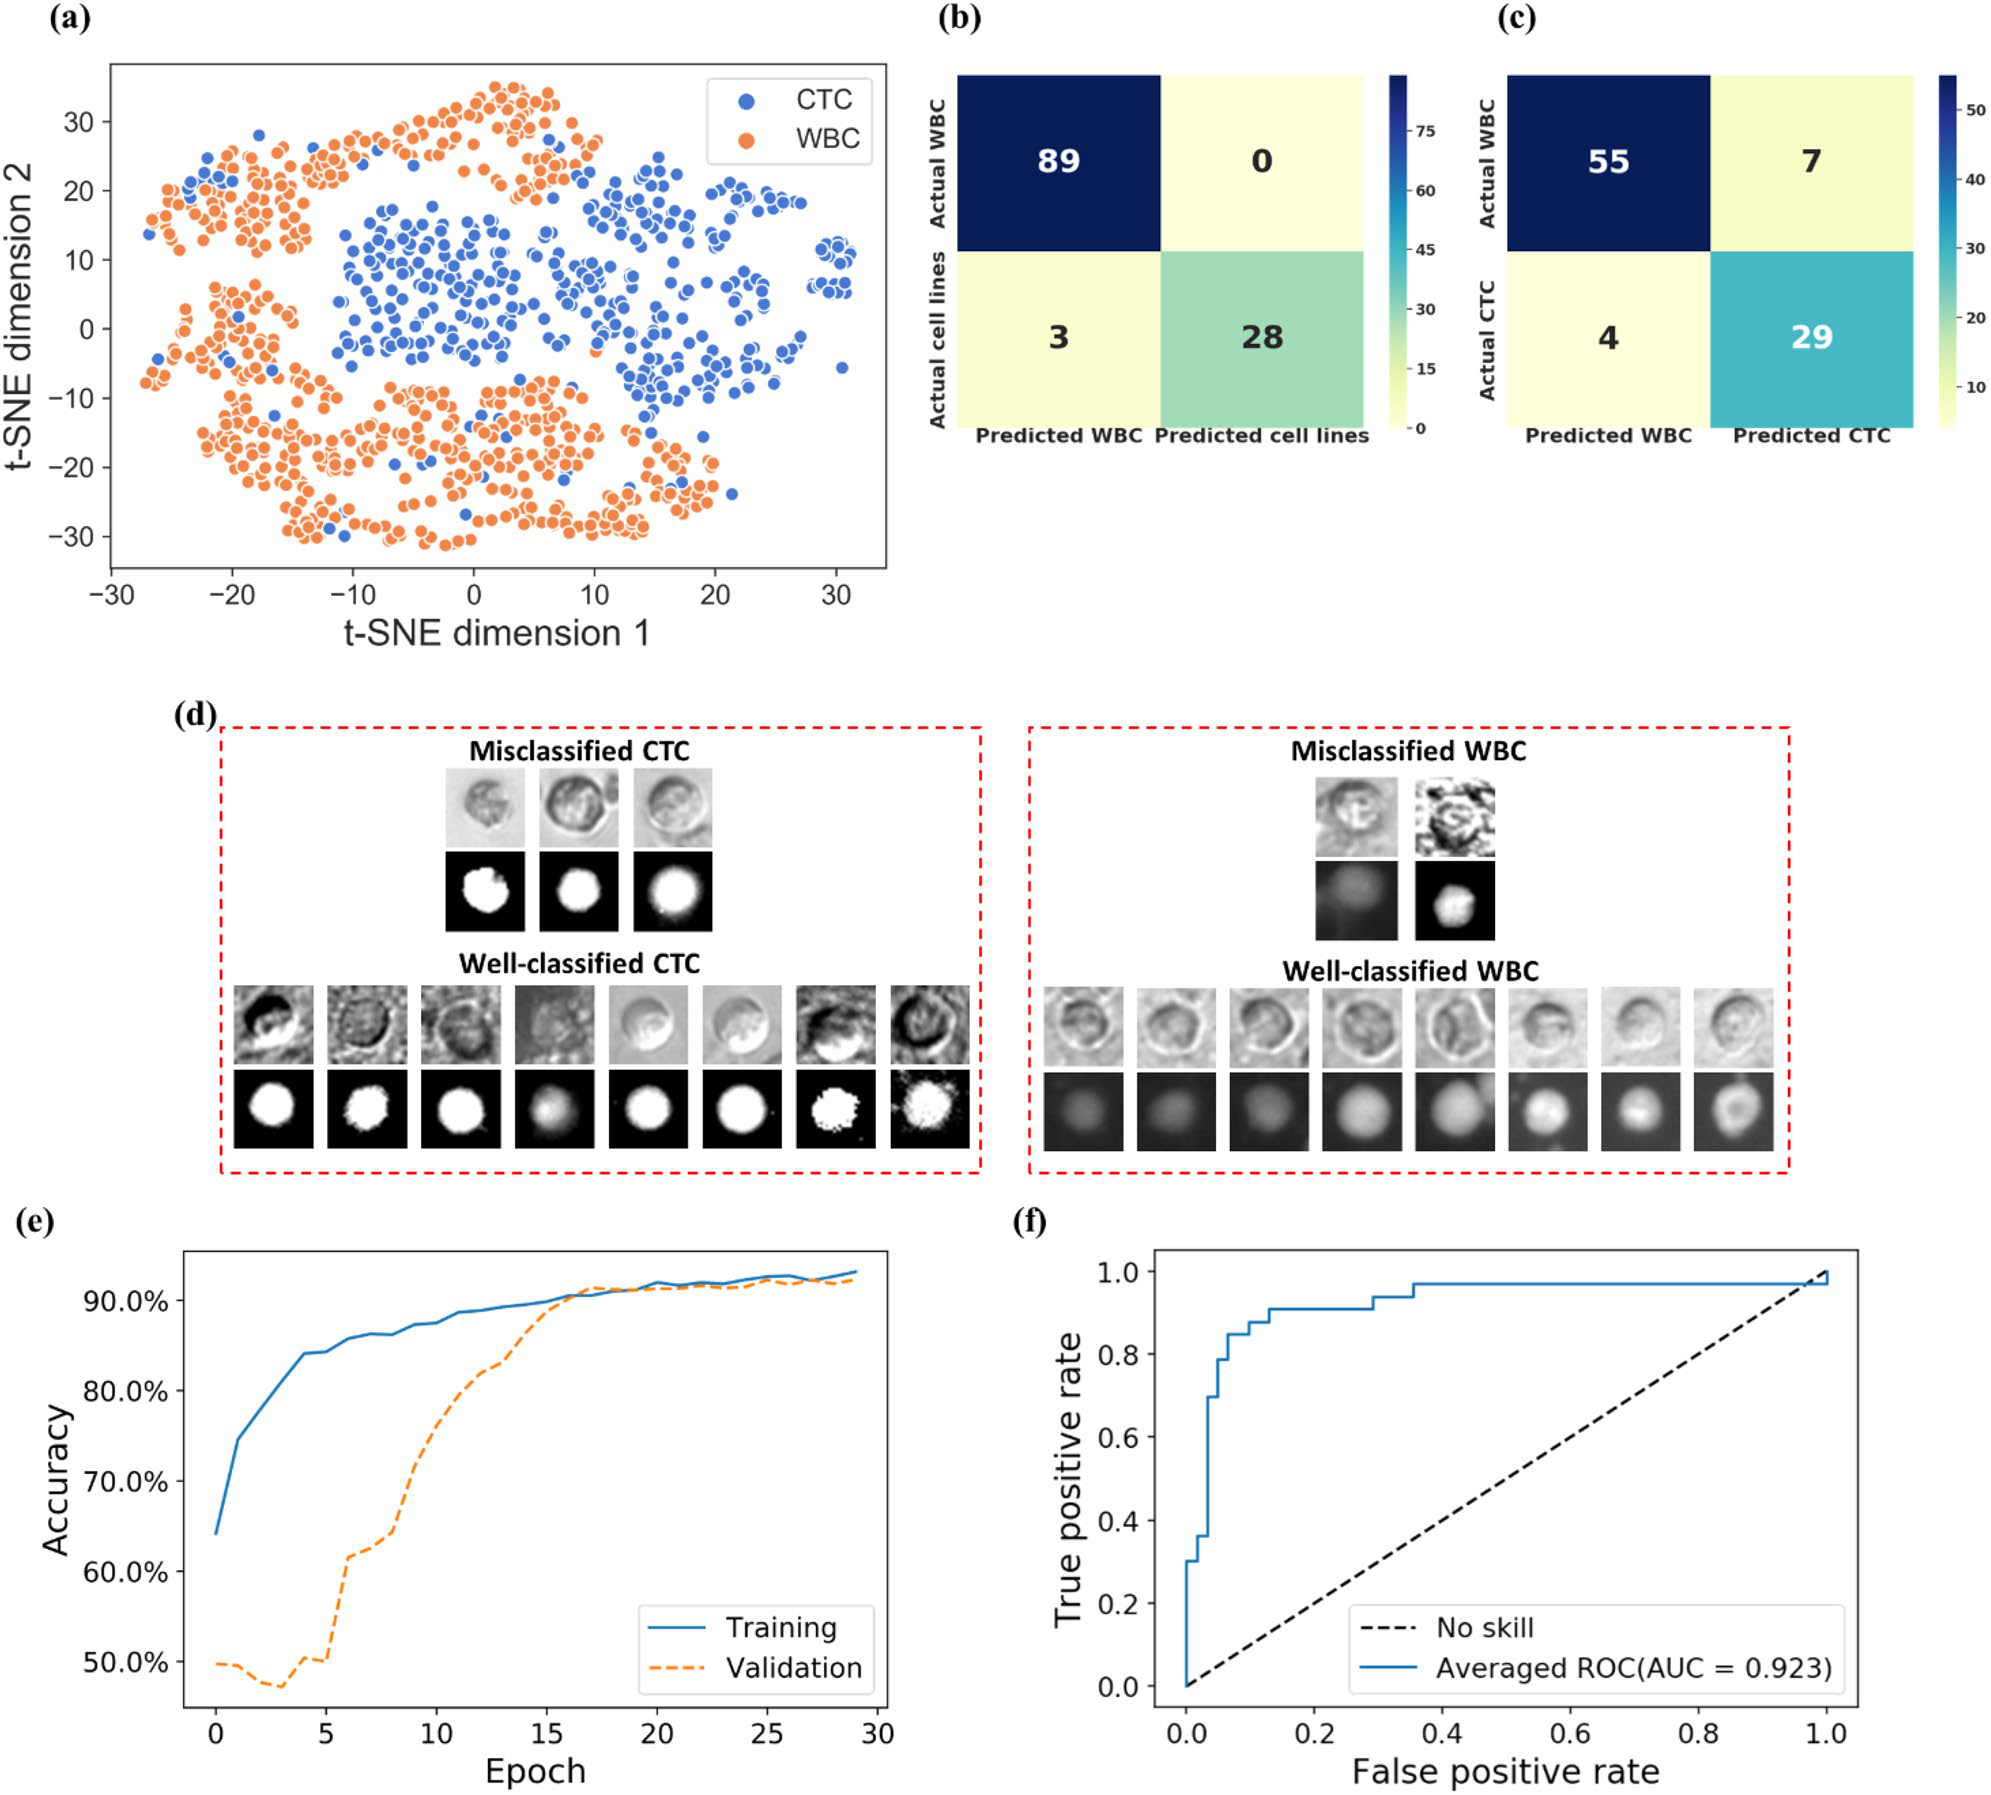 (a)
(b)
(c)
CTC
WBC
30
20
10
0
−10
−20
−30
t-SNE dimension 2
−30 −20 −10 0 10 20 30
t-SNE dimension 1
Actual WBC
Actual cell lines
89 0
3 28
Predicted WBC Predicted cell lines
75
60
45
30
15
0
Actual WBC
Actual CTC
55 7
4 29
Predicted WBC Predicted CTC
50
40
30
20
10
(d)
Misclassified CTC
Well-classified CTC
Misclassified WBC
Well-classified WBC
(e)
90.0%
80.0%
70.0%
60.0%
50.0%
Accuracy
0 5 10 15 20 25 30
Epoch
Training
Validation
(f)
1.0
0.8
0.6
0.4
0.2
0.0
True positive rate
0.0 0.2 0.4 0.6 0.8 1.0
False positive rate
No skill
Averaged ROC(AUC = 0.923)